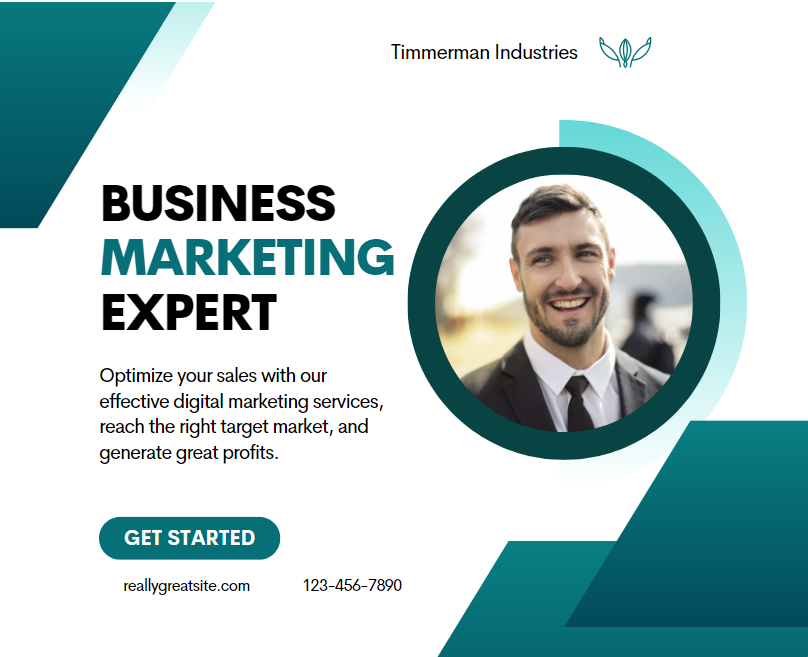 Timmerman Industries
BUSINESS
MARKETING
EXPERT
Optimize your sales with our
effective digital marketing services,
reach the right target market, and
generate great profits.
GET STARTED
reallygreatsite.com
123-456-7890